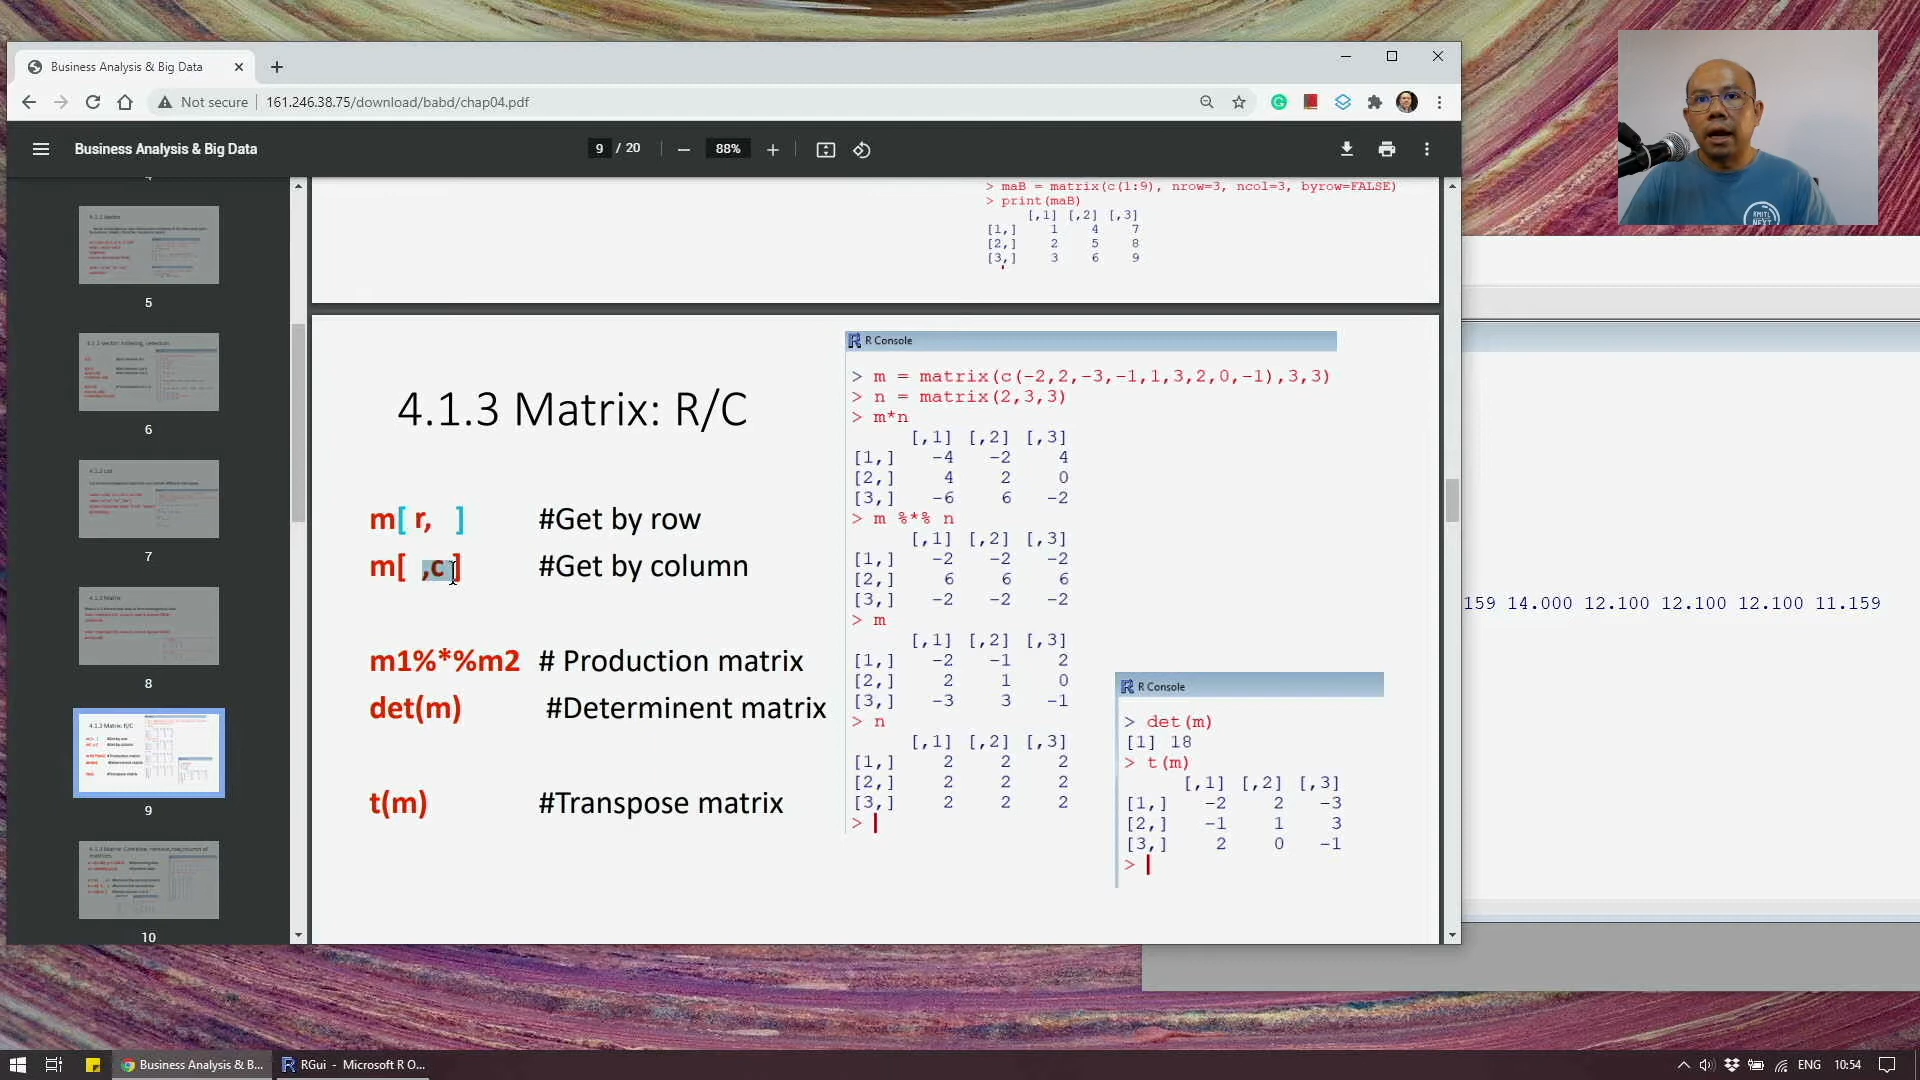 Business Analysis & Big Data
Not secure
161.246.38.75/download/babd/chap04.pdf
Business Analysis & Big Data
9 / 20
88%
5
6
7
8
9
10
> maB = matrix(c(1:9), nrow=3, ncol=3, byrow=FALSE)
> print(maB)
[,1] [,2] [,3]
[1,] 1 4 7
[2,] 2 5 8
[3,] 3 6 9
4.1.3 Matrix: R/C
m[ r, ] #Get by row
m[ ,c ] #Get by column
m1%*%m2 # Production matrix
det(m) #Determinent matrix
t(m) #Transpose matrix
R Console
> m = matrix(c(-2,2,-3,-1,1,3,2,0,-1),3,3)
> n = matrix(2,3,3)
> m*n
[,1] [,2] [,3]
[1,] -4 -2 4
[2,] 4 2 0
[3,] -6 6 -2
> m %*% n
[,1] [,2] [,3]
[1,] -2 -2 -2
[2,] 6 6 6
[3,] -2 -2 -2
> m
[,1] [,2] [,3]
[1,] -2 -1 2
[2,] 2 1 0
[3,] -3 3 -1
> n
[,1] [,2] [,3]
[1,] 2 2 2
[2,] 2 2 2
[3,] 2 2 2
>
R Console
> det(m)
[1] 18
> t(m)
[,1] [,2] [,3]
[1,] -2 2 -3
[2,] -1 1 3
[3,] 2 0 -1
>
159 14.000 12.100 12.100 12.100 11.159
KMITL
NEXT
Business Analysis & B...
RGui - Microsoft R O...
ENG
10:54